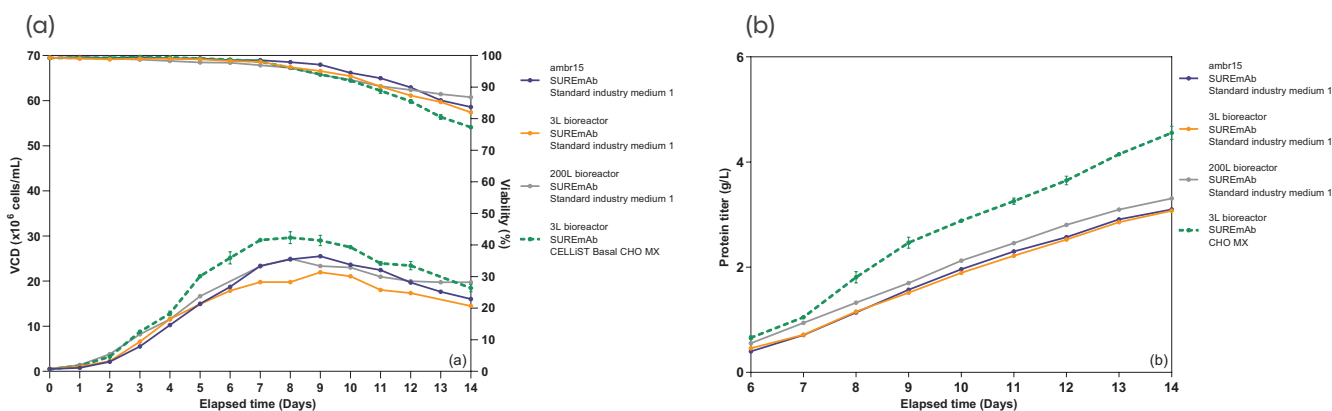 (a)
70
60
50
40
30
20
10
0
VCD (x10⁶ cells/mL)
100
90
80
70
60
50
40
30
20
10
0
Viability (%)
0 1 2 3 4 5 6 7 8 9 10 11 12 13 14
Elapsed time (Days)
(a)
ambr15
SUREmAb
Standard industry medium 1
3L bioreactor
SUREmAb
Standard industry medium 1
200L bioreactor
SUREmAb
Standard industry medium 1
3L bioreactor
SUREmAb
CELLiST Basal CHO MX
(b)
6
4
2
0
Protein titer (g/L)
6 7 8 9 10 11 12 13 14
Elapsed time (Days)
(b)
ambr15
SUREmAb
Standard industry medium 1
3L bioreactor
SUREmAb
Standard industry medium 1
200L bioreactor
SUREmAb
Standard industry medium 1
3L bioreactor
SUREmAb
CHO MX